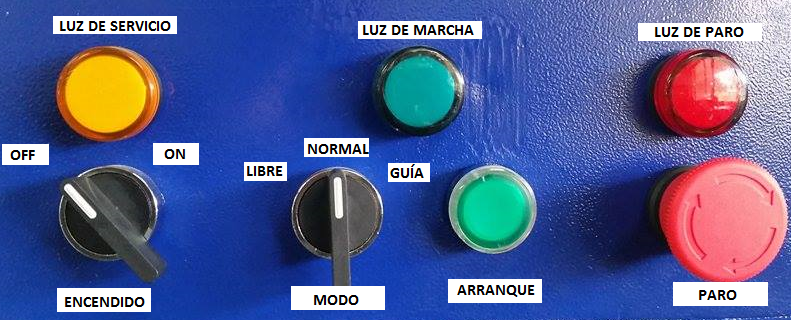 LUZ DE SERVICIO
LUZ DE MARCHA
LUZ DE PARO
OFF
ON
LIBRE
NORMAL
GUÍA
ENCENDIDO
MODO
ARRANQUE
PARO